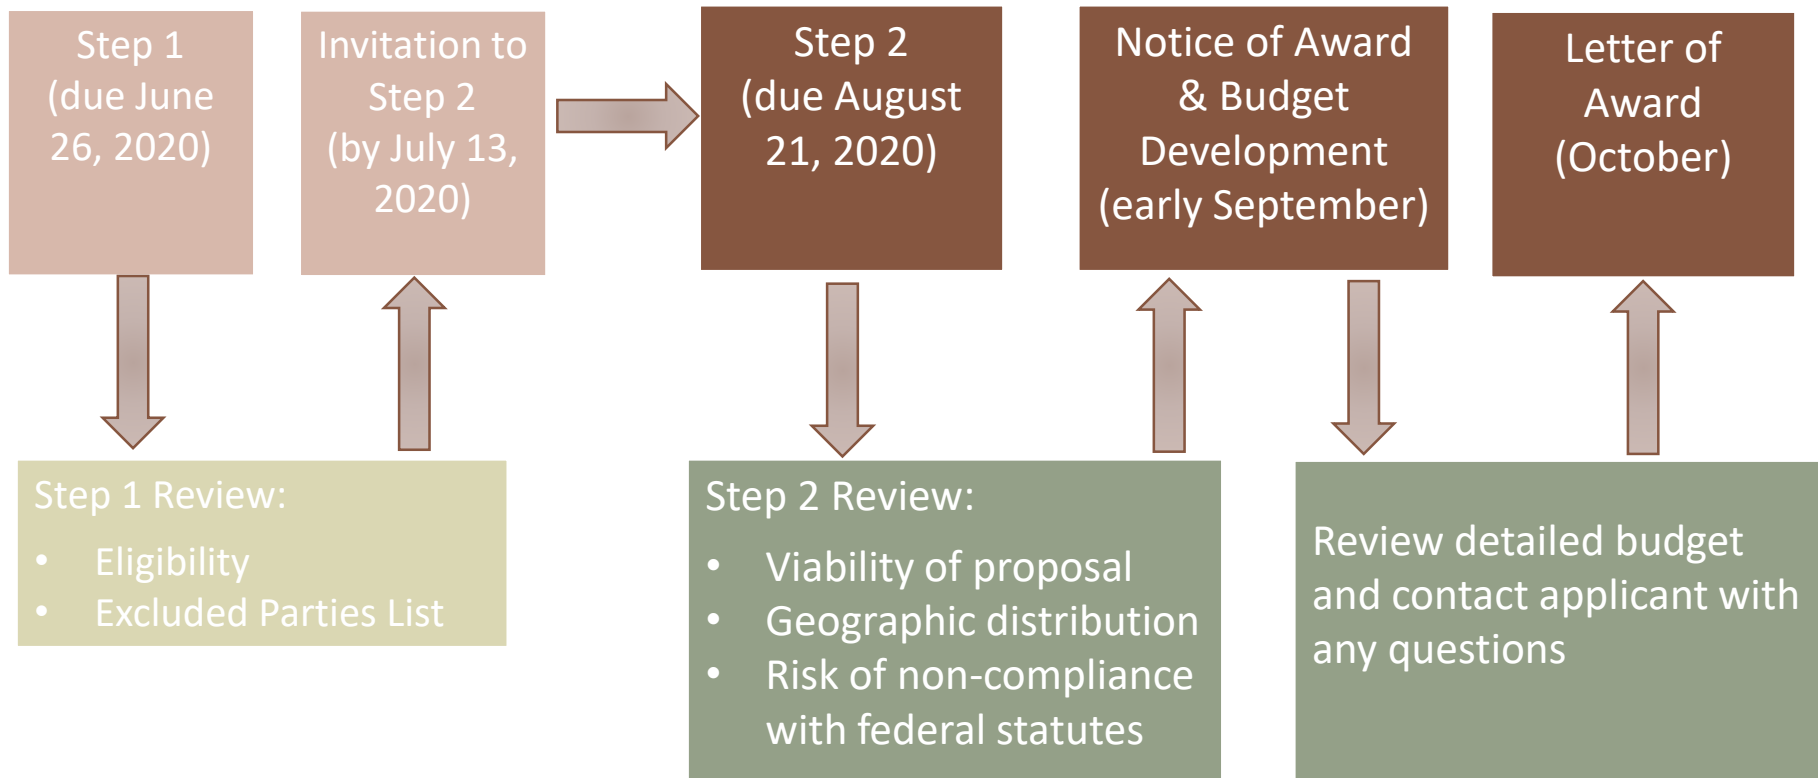 Step 1
(due June
26, 2020)
Invitation to
Step 2
(by July 13,
2020)
Step 2
(due August
21, 2020)
Notice of Award
& Budget
Development
(early September)
Letter of
Award
(October)
Step 1 Review:
• Eligibility
• Excluded Parties List
Step 2 Review:
• Viability of proposal
• Geographic distribution
• Risk of non-compliance
with federal statutes
Review detailed budget
and contact applicant with
any questions